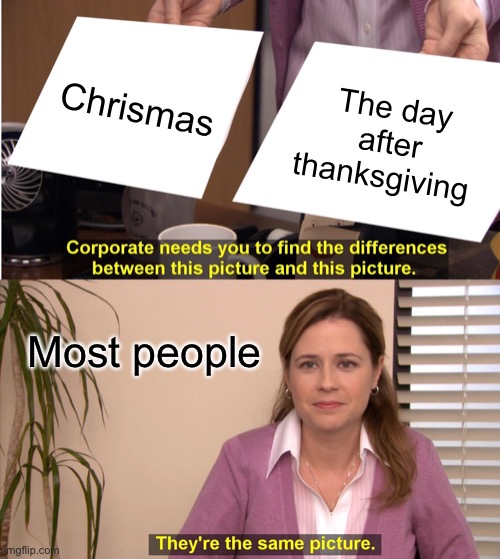 Chrismas
The day
after
thanksgiving
Corporate needs you to find the differences
between this picture and this picture.
Most people
They're the same picture.
imgflip.com